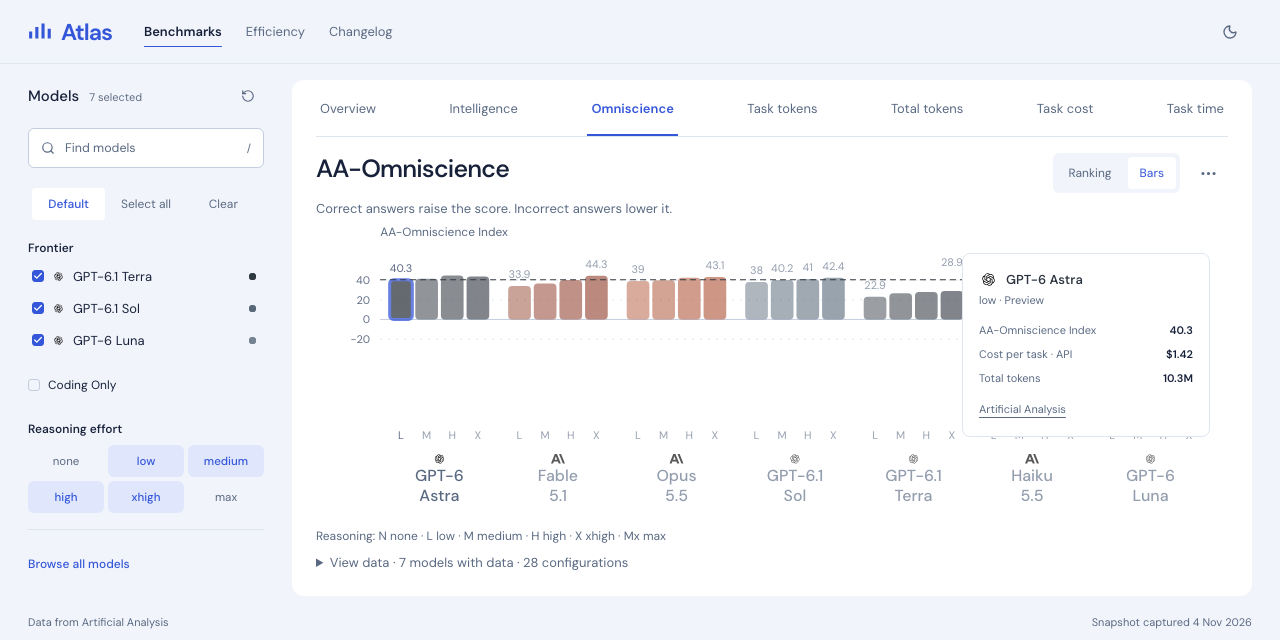 Atlas
Benchmarks
Efficiency
Changelog
Models 7 selected
Find models /
Default
Select all
Clear
Frontier
GPT-6.1 Terra
GPT-6.1 Sol
GPT-6 Luna
Coding Only
Reasoning effort
none
low
medium
high
xhigh
max
Browse all models
Overview
Intelligence
Omniscience
Task tokens
Total tokens
Task cost
Task time
AA-Omniscience
Ranking
Bars
Correct answers raise the score. Incorrect answers lower it.
AA-Omniscience Index
40.3 33.9 44.3 39 43.1 38 40.2 41 42.4 22.9 28.9
40
20
0
−20
GPT-6 Astra
low · Preview
AA-Omniscience Index 40.3
Cost per task · API $1.42
Total tokens 10.3M
Artificial Analysis
L M H X L M H X L M H X L M H X L M H X
GPT-6 Astra
Fable 5.1
Opus 5.5
GPT-6.1 Sol
GPT-6.1 Terra
Haiku 5.5
GPT-6 Luna
Reasoning: N none · L low · M medium · H high · X xhigh · Mx max
View data · 7 models with data · 28 configurations
Data from Artificial Analysis
Snapshot captured 4 Nov 2026